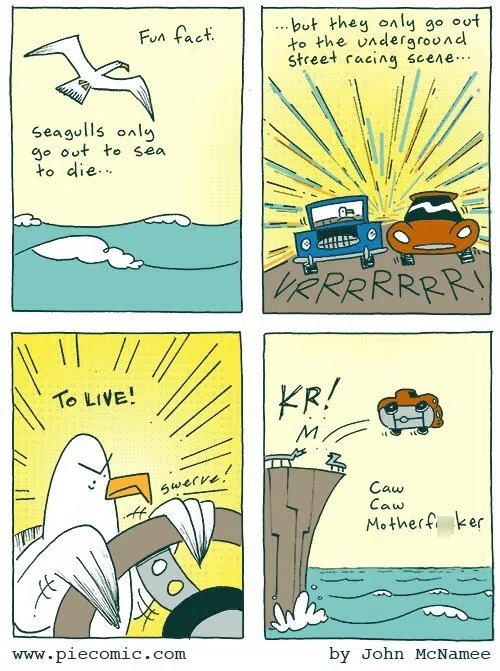 Fun fact:
seagulls only
go out to sea
to die...
...but they only go out
to the underground
street racing scene...
VRRRRRRR!
TO LIVE!
swerve!
KR!
Caw
Caw
Motherf ker
www.piecomic.com
by John McNamee